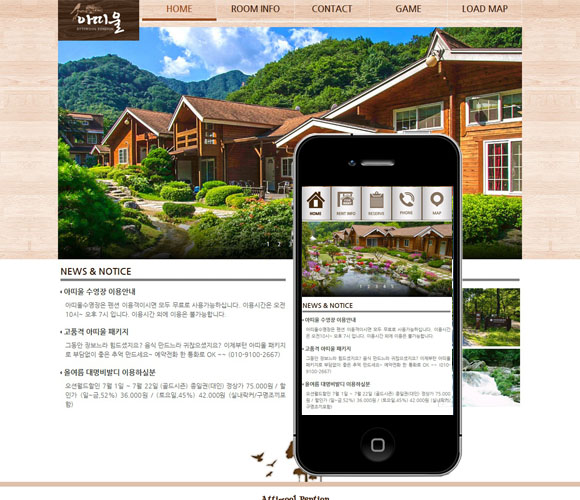 아띠울
HOME
ROOM INFO
CONTACT
GAME
LOAD MAP
NEWS & NOTICE
아띠울 수영장 이용안내
아띠울수영장은 펜션 이용객이시면 모두 무료로 사용가능하십니다. 이용시간은 오전
10시~ 오후 7시 입니다. 이용시간 외에 이용은 불가능합니다.
고품격 아띠울 패키지
그동안 정보느라 힘드셨지요? 음식 만드느라 귀찮으셨지요? 이제부턴 아띠울 패키지
로 부담없이 좋은 추억 만드세요~ 예약전화 한 통화로 OK ~~ (010-9100-2667)
올여름 대명비발디 이용하실분
오션월드할인 7월 1일 ~ 7월 22일 (골드시즌) 종일권(대인) 정상가 75.000원 / 할
인가 (일~금,52%) 36.000원 / (토요일,45%) 42.000원 (실내락커/구명조끼포
함)
HOME
RENT INFO
RESERVE
PHONE
MAP
1 2 3 4 5
NEWS & NOTICE
아띠울 수영장 이용안내
아띠울수영장은 펜션 이용객이시면 모두 무료로 사용가능하십니다. 이용시간은 오전
10시~ 오후 7시 입니다. 이용시간 외에 이용은 불가능합니다.
고품격 아띠울 패키지
그동안 정보느라 힘드셨지요? 음식 만드느라 귀찮으셨지요? 이제부턴 아띠울 패키지
로 부담없이 좋은 추억 만드세요~ 예약전화 한 통화로 OK ~~ (010-9100-2667)
올여름 대명비발디 이용하실분
오션월드할인 7월 1일 ~ 7월 22일 (골드시즌) 종일권(대인) 정상가 75.000원 / 할
인가 (일~금,52%) 36.000원 / (토요일,45%) 42.000원 (실내락커/구명조끼포
함)